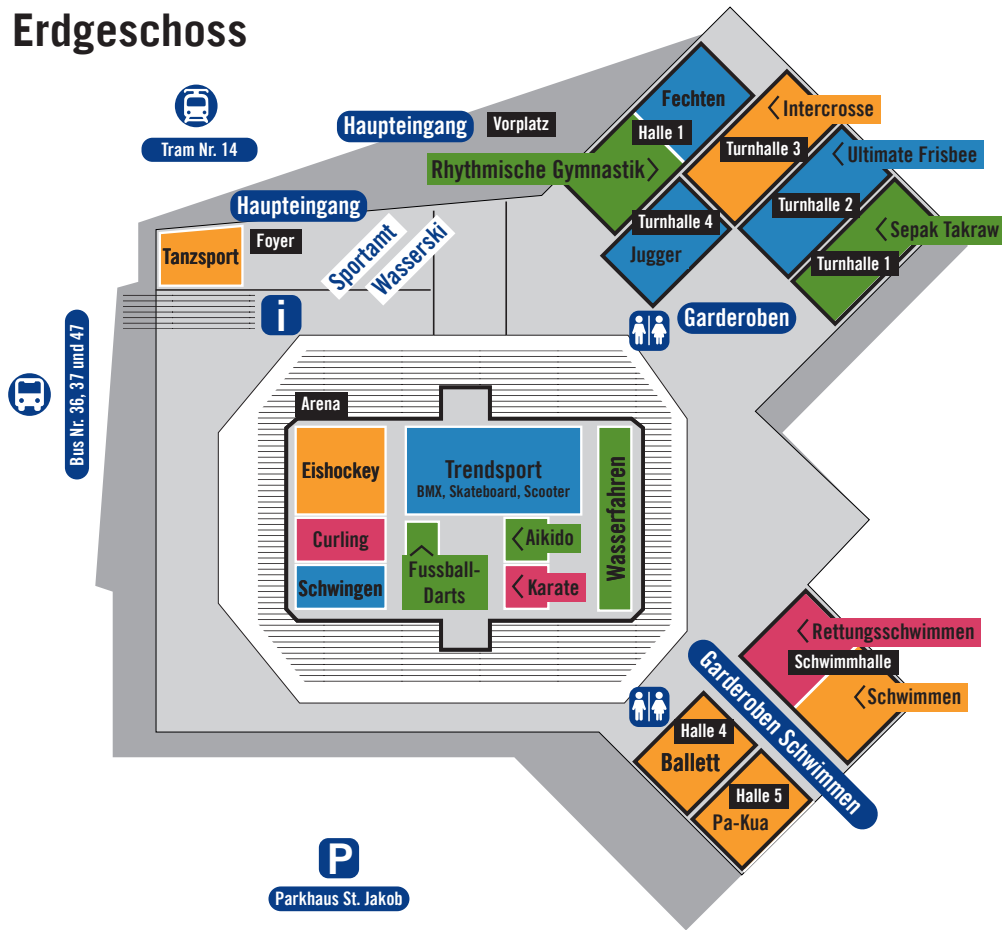 Erdgeschoss
Tram Nr. 14
Haupteingang
Vorplatz
Fechten
Halle 1
Rhythmische Gymnastik
Intercrosse
Turnhalle 3
Ultimate Frisbee
Turnhalle 2
Sepak Takraw
Turnhalle 1
Turnhalle 4
Jugger
Haupteingang
Foyer
Tanzsport
Sportamt
Wasserski
i
Garderoben
Bus Nr. 36, 37 und 47
Arena
Eishockey
Trendsport
BMX, Skateboard, Scooter
Wasserfahren
Curling
Schwingen
Fussball-
Darts
Aikido
Karate
Rettungsschwimmen
Schwimmhalle
Schwimmen
Garderoben Schwimmen
Halle 4
Ballett
Halle 5
Pa-Kua
P
Parkhaus St. Jakob